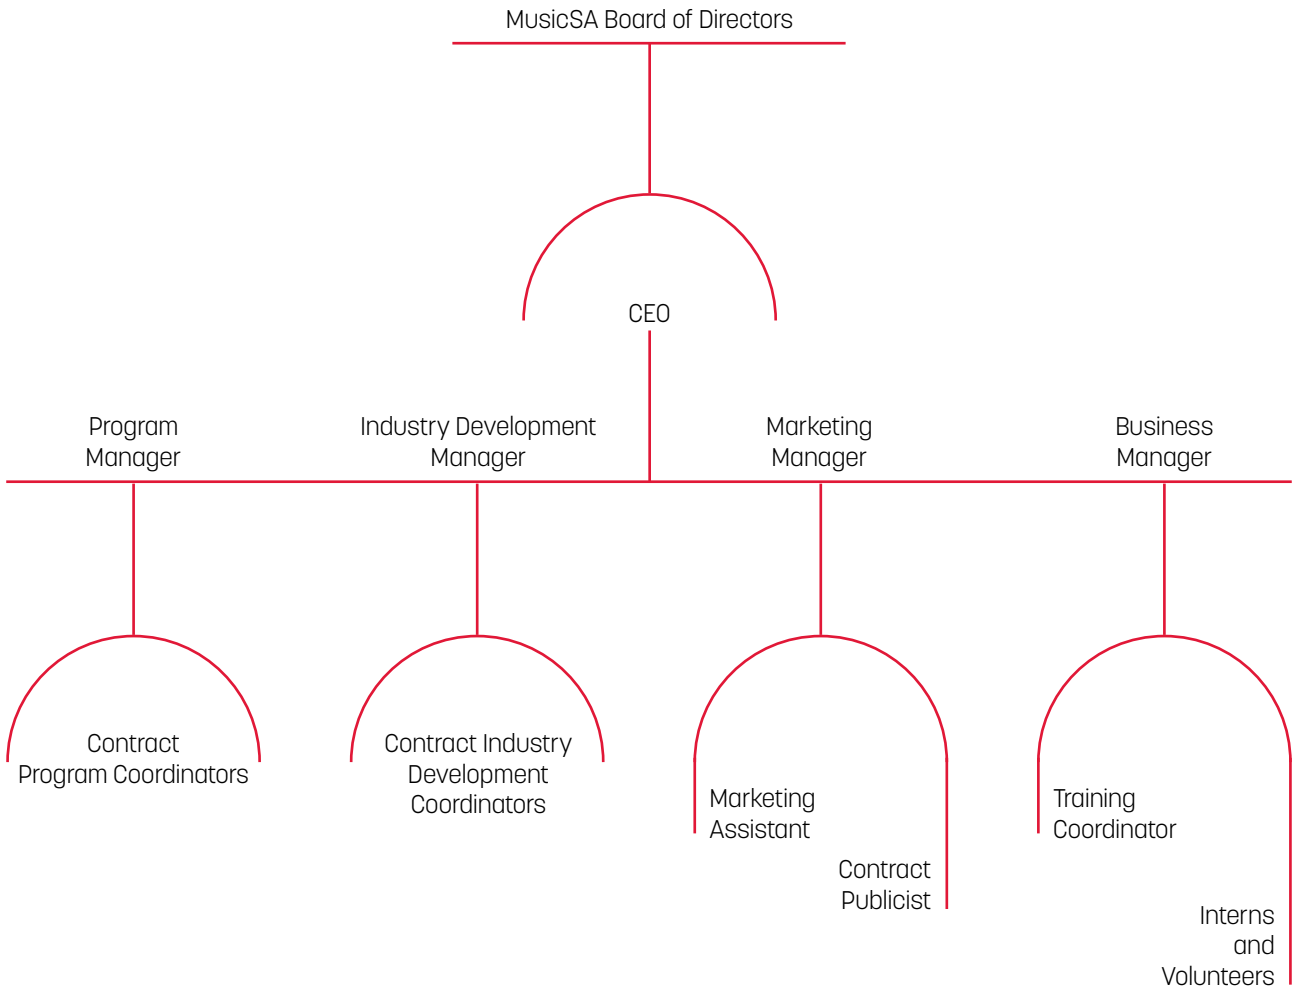 MusicSA Board of Directors
CEO
Program
Manager
Industry Development
Manager
Marketing
Manager
Business
Manager
Contract
Program Coordinators
Contract Industry
Development
Coordinators
Marketing
Assistant
Contract
Publicist
Training
Coordinator
Interns
and
Volunteers